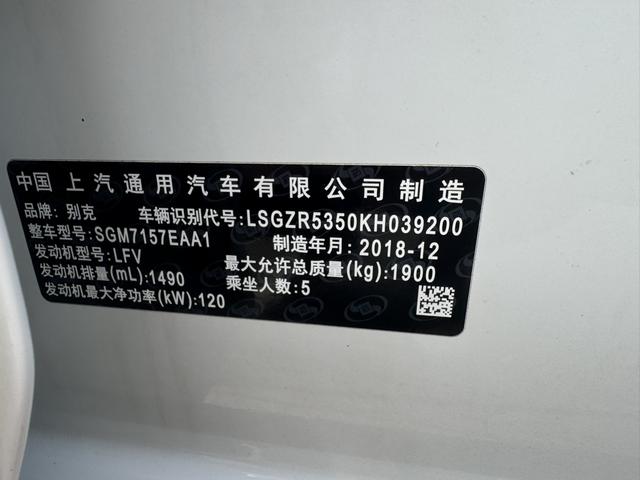 中国 上汽通用汽车有限公司制造
品牌: 别克 车辆识别代号:LSGZR5350KH039200
整车型号:SGM7157EAA1 制造年月:2018-12
发动机型号:LFV 最大允许总质量(kg):1900
发动机排量(mL):1490 乘坐人数:5
发动机最大净功率(kW):120